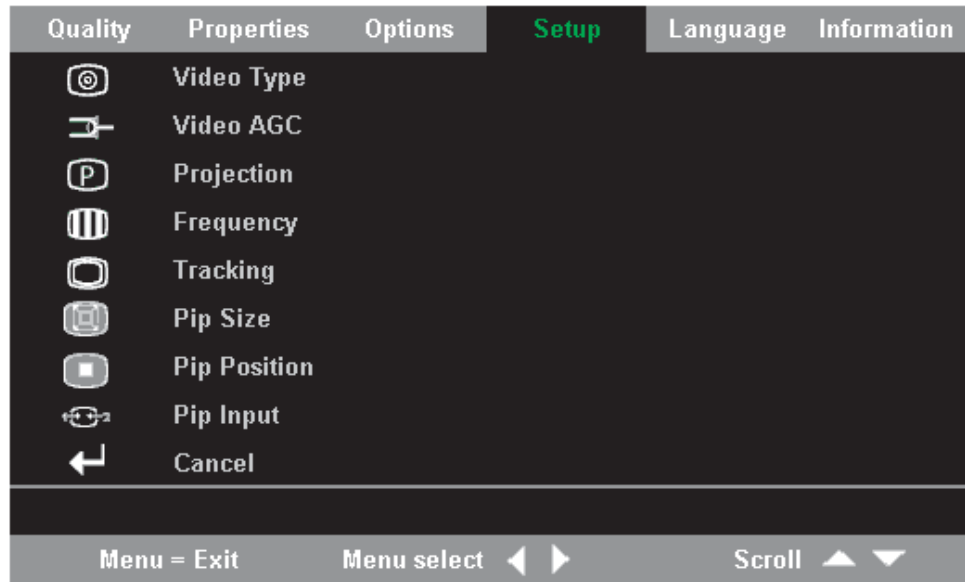 Quality Properties Options Setup Language Information
Video Type
Video AGC
P Projection
Frequency
Tracking
Pip Size
Pip Position
Pip Input
Cancel
Menu = Exit Menu select Scroll